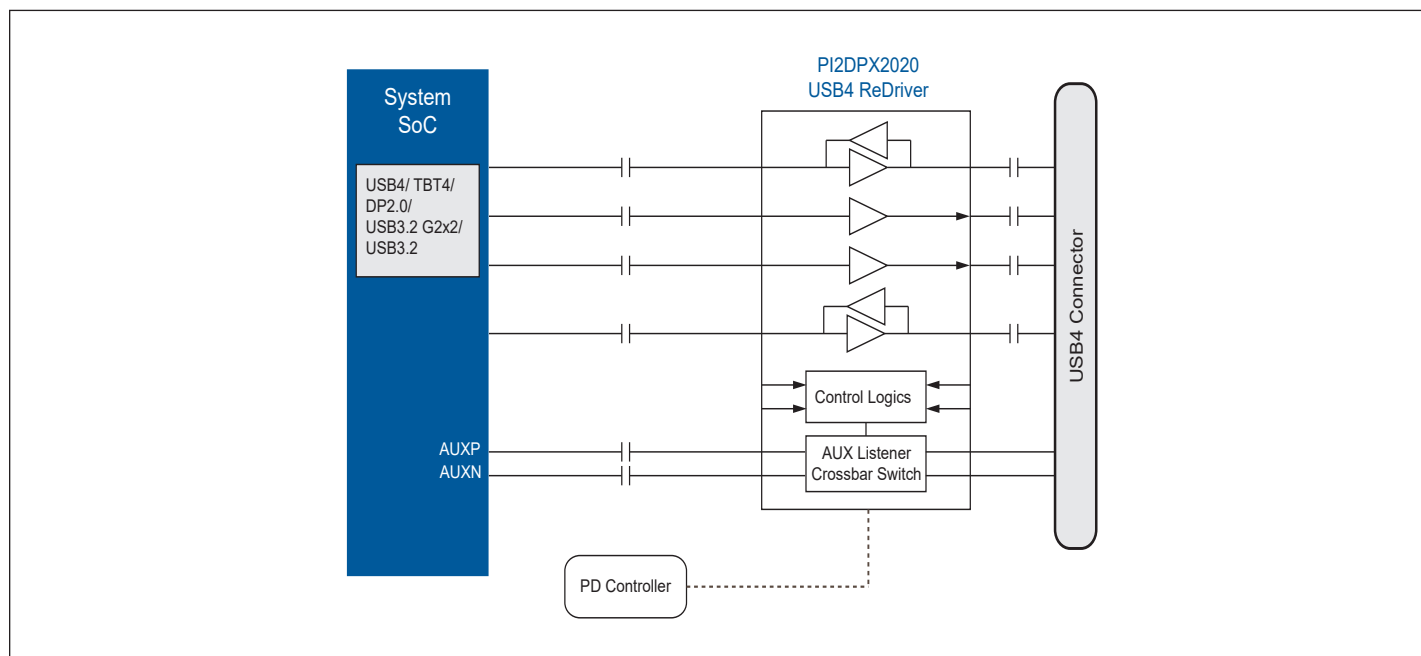 PI2DPX2020
USB4 ReDriver
System
SoC
USB4/ TBT4/
DP2.0/
USB3.2 G2x2/
USB3.2
USB4 Connector
Control Logics
AUXP
AUXN
AUX Listener
Crossbar Switch
PD Controller